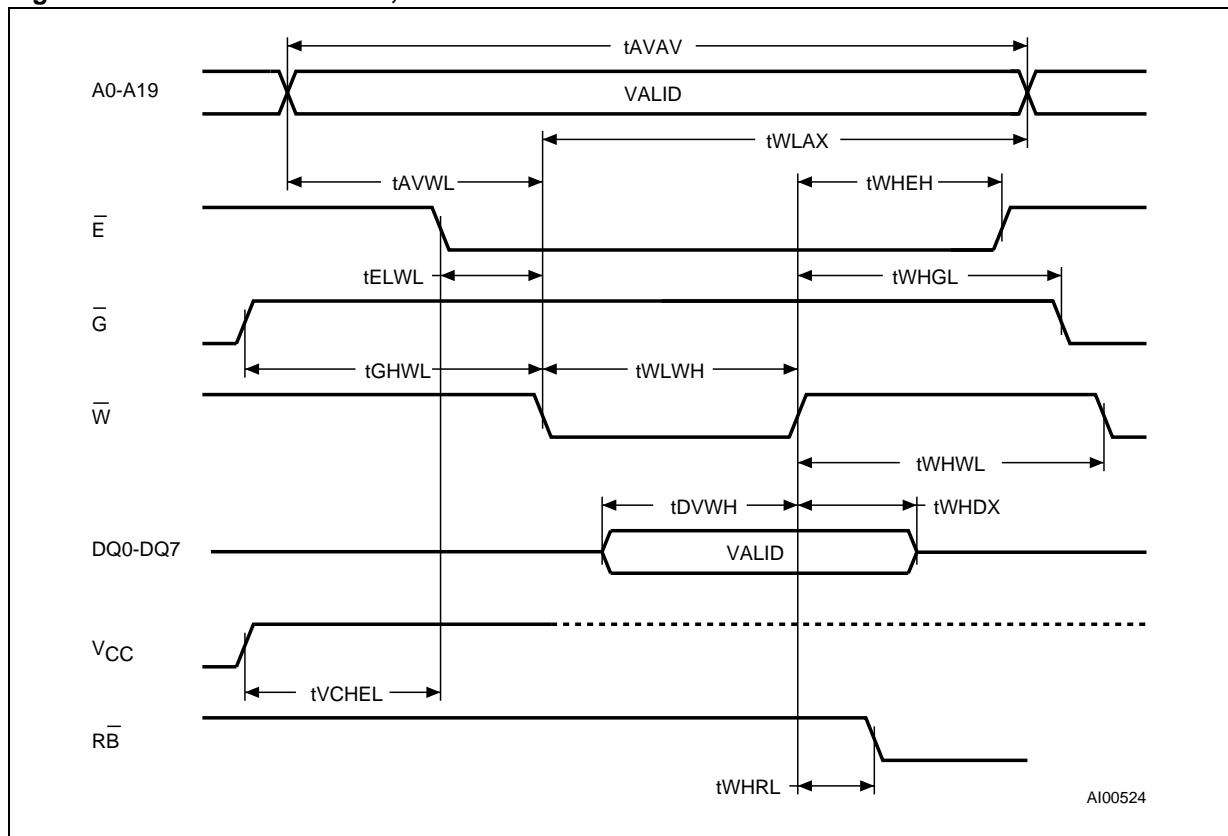 tAVAV
A0-A19
VALID
tWLAX
tAVWL
tWHEH
E̅
tELWL
tWHGL
G̅
tGHWL
tWLWH
W̅
tWHWL
tDVWH
tWHDX
DQ0-DQ7
VALID
VCC
tVCHEL
RB̅
tWHRL
AI00524